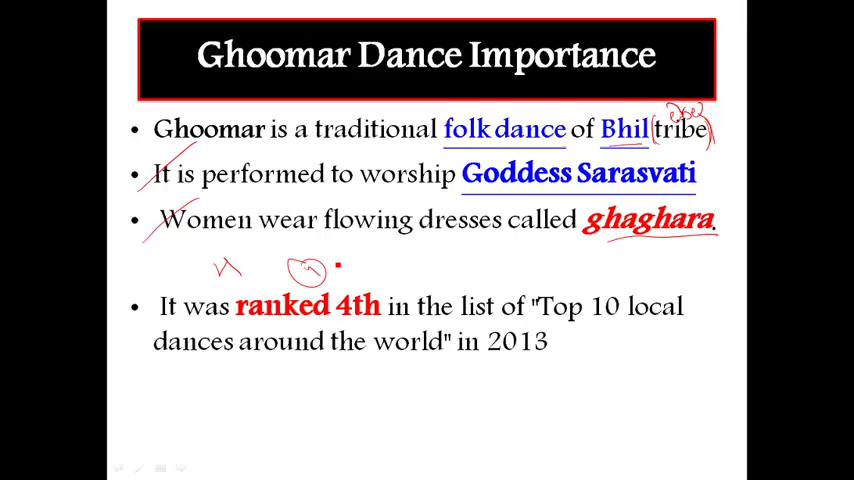 Ghoomar Dance Importance
• Ghoomar is a traditional folk dance of Bhil (tribe)
• It is performed to worship Goddess Sarasvati
• Women wear flowing dresses called ghaghara.
• It was ranked 4th in the list of "Top 10 local
dances around the world" in 2013